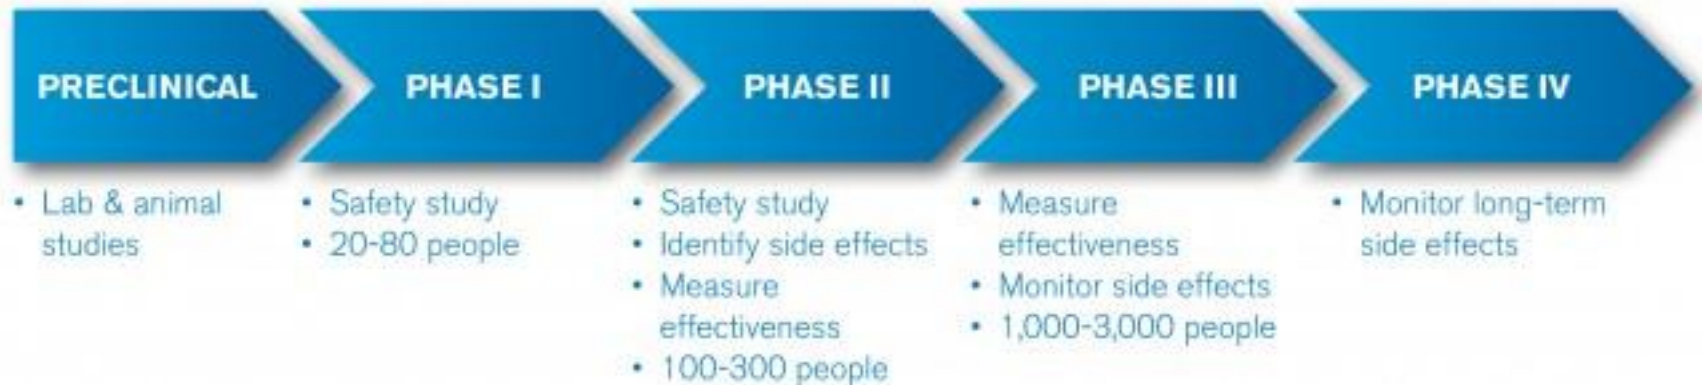 PRECLINICAL
• Lab & animal
studies
PHASE I
• Safety study
• 20-80 people
PHASE II
• Safety study
• Identify side effects
• Measure
effectiveness
• 100-300 people
PHASE III
• Measure
effectiveness
• Monitor side effects
• 1,000-3,000 people
PHASE IV
• Monitor long-term
side effects